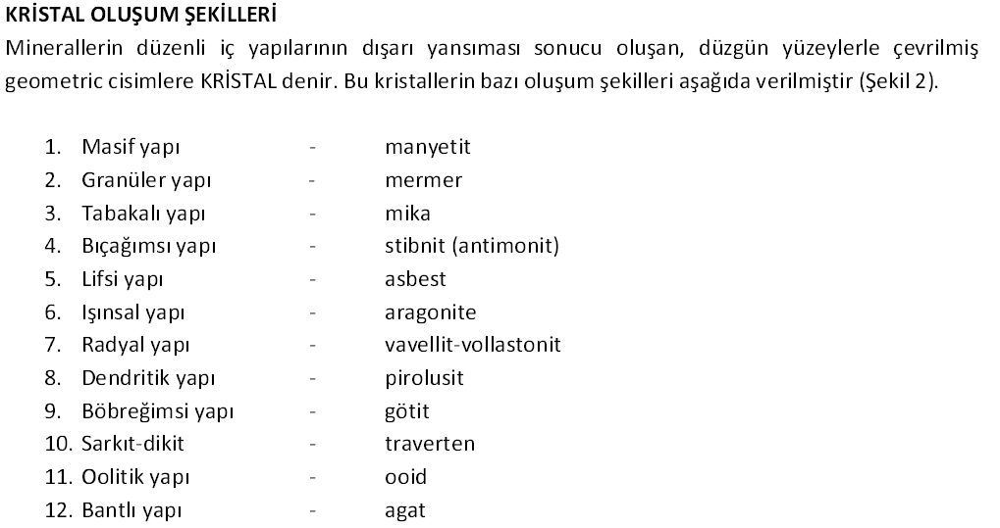 KRİSTAL OLUŞUM ŞEKİLLERİ
Minerallerin düzenli iç yapılarının dışarı yansıması sonucu oluşan, düzgün yüzeylerle çevrilmiş
geometric cisimlere KRİSTAL denir. Bu kristallerin bazı oluşum şekilleri aşağıda verilmiştir (Şekil 2).
1. Masif yapı - manyetit
2. Granüler yapı - mermer
3. Tabakalı yapı - mika
4. Bıçağımsı yapı - stibnit (antimonit)
5. Lifsi yapı - asbest
6. Işınsal yapı - aragonite
7. Radyal yapı - vavellit-vollastonit
8. Dendritik yapı - pirolusit
9. Böbreğimsi yapı - götit
10. Sarkıt-dikit - traverten
11. Oolitik yapı - ooid
12. Bantlı yapı - agat